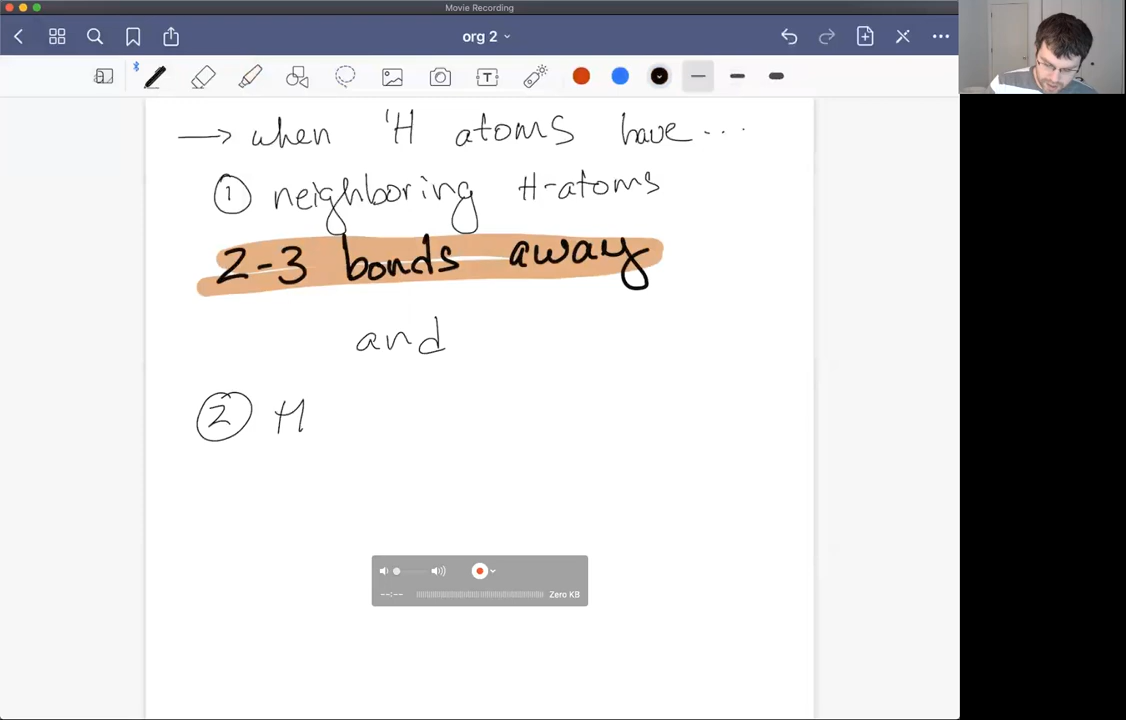 Movie Recording
org 2
T
→ when ¹H atoms have...
① neighboring H-atoms
2-3 bonds away
and
② H
--:-- Zero KB